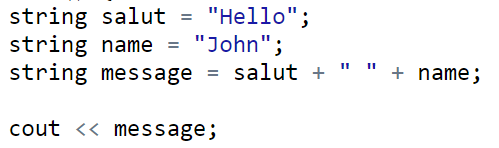 string salut = "Hello";
string name = "John";
string message = salut + " " + name;
cout << message;